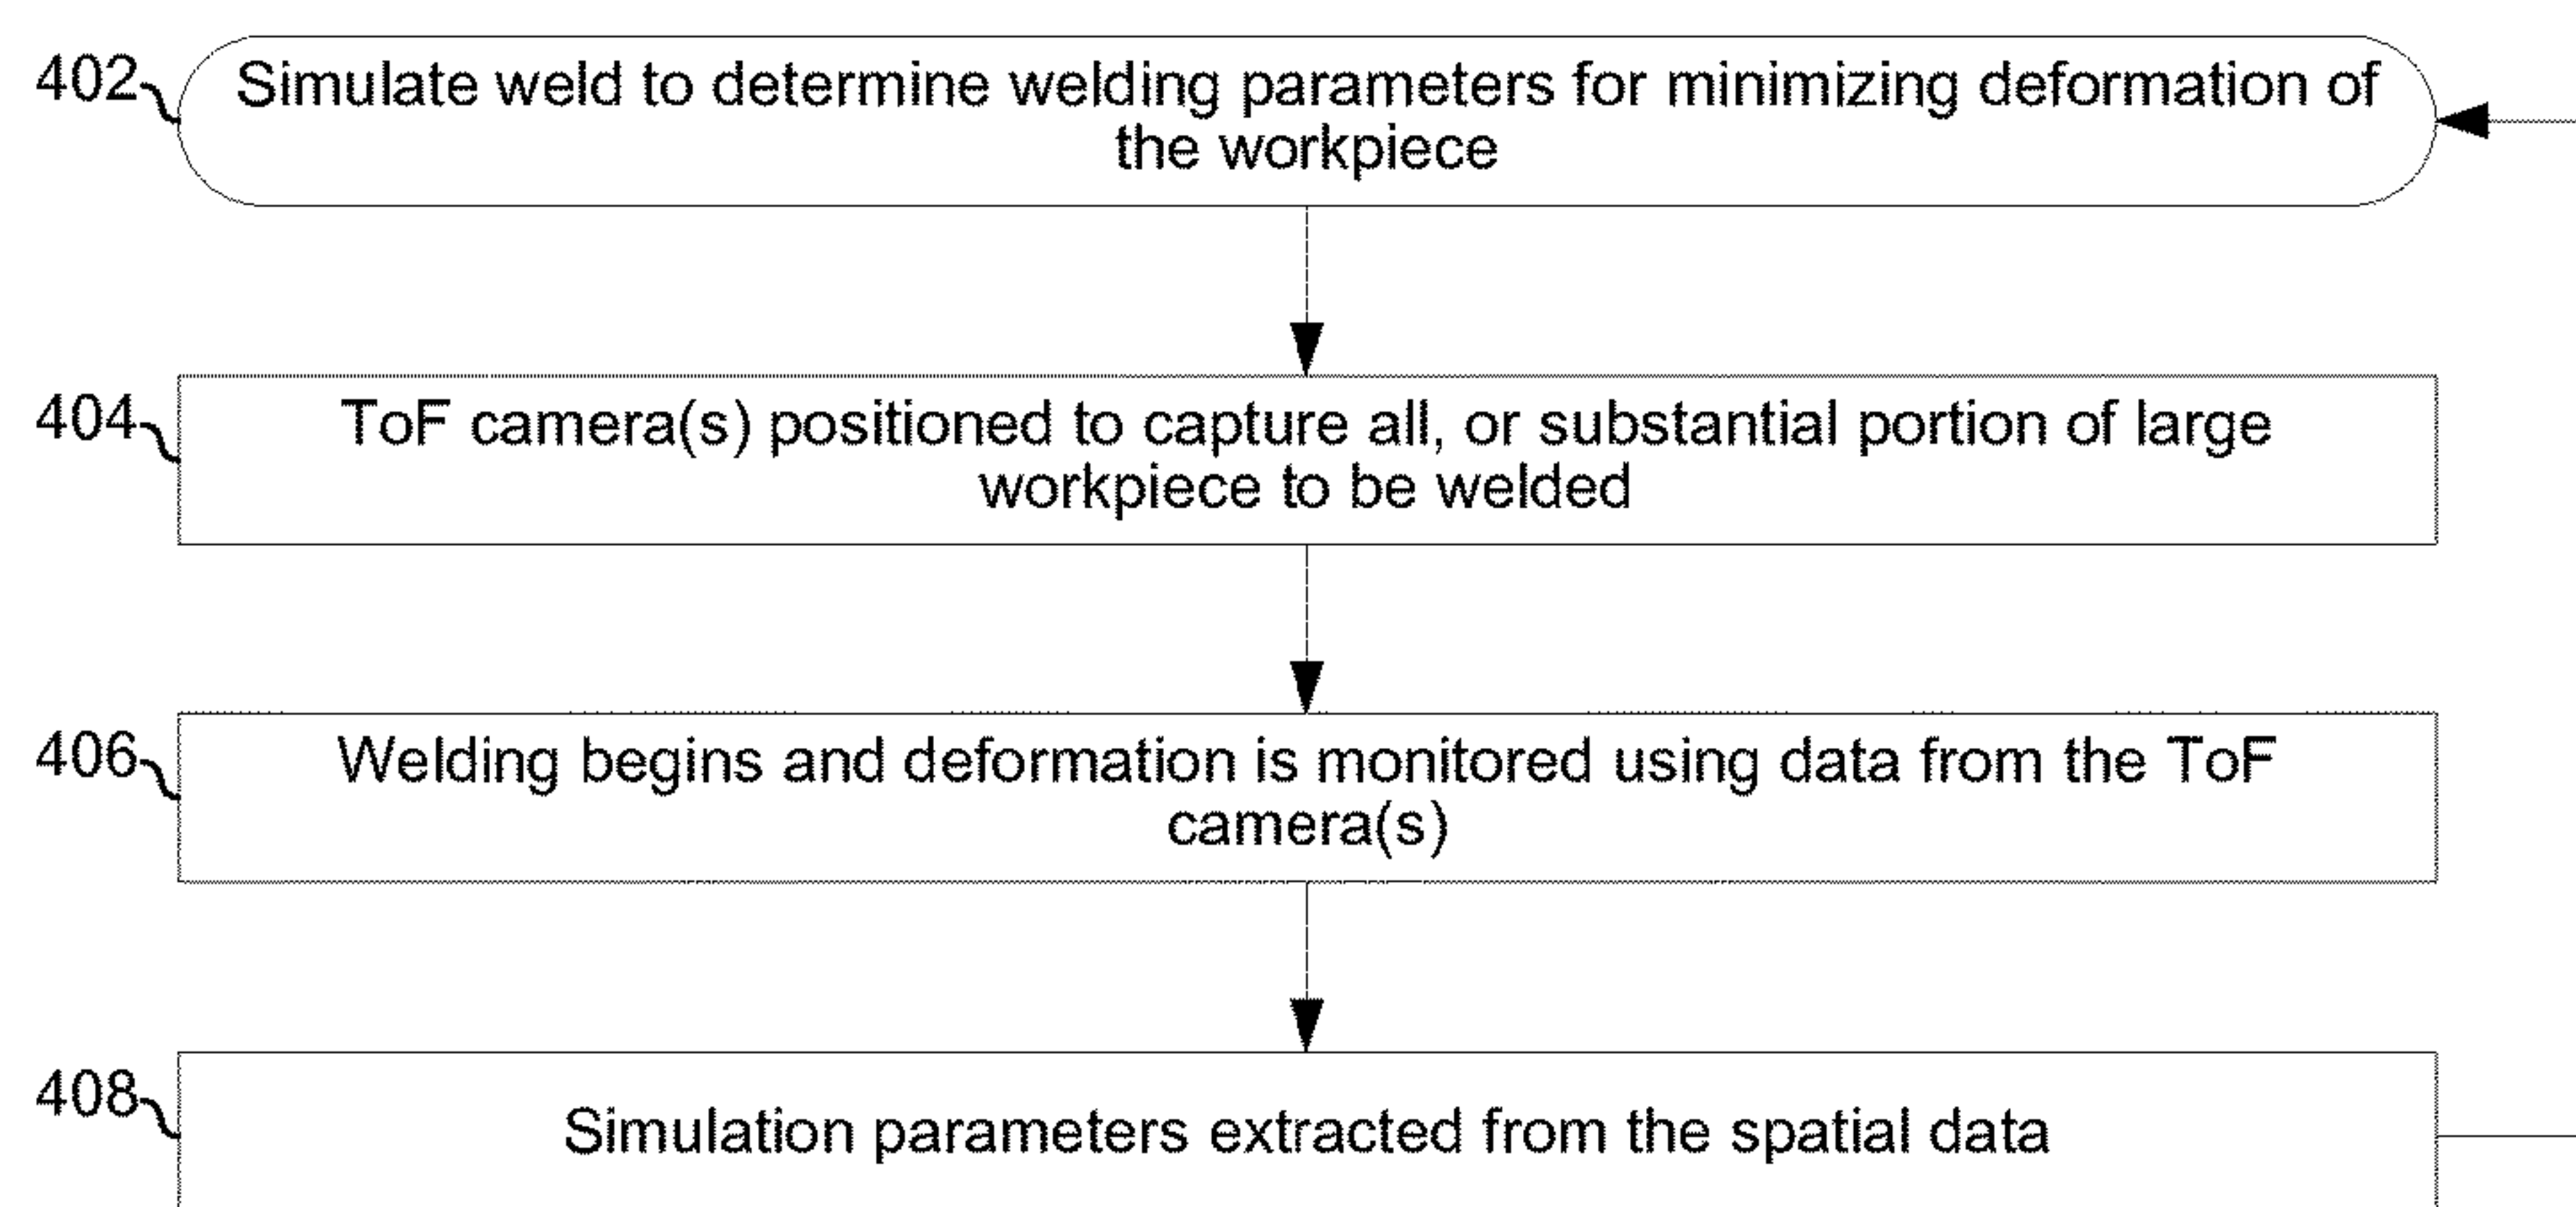 402
Simulate weld to determine welding parameters for minimizing deformation of
the workpiece
404
ToF camera(s) positioned to capture all, or substantial portion of large
workpiece to be welded
406
Welding begins and deformation is monitored using data from the ToF
camera(s)
408
Simulation parameters extracted from the spatial data